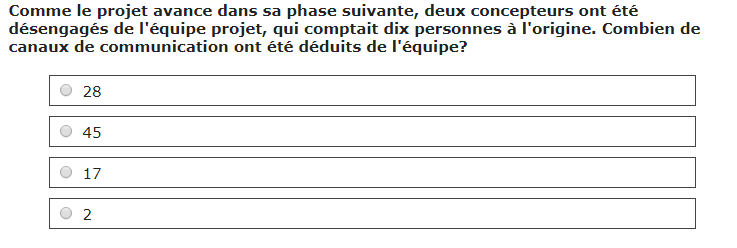 Comme le projet avance dans sa phase suivante, deux concepteurs ont été
désengagés de l'équipe projet, qui comptait dix personnes à l'origine. Combien de
canaux de communication ont été déduits de l'équipe?
28
45
17
2